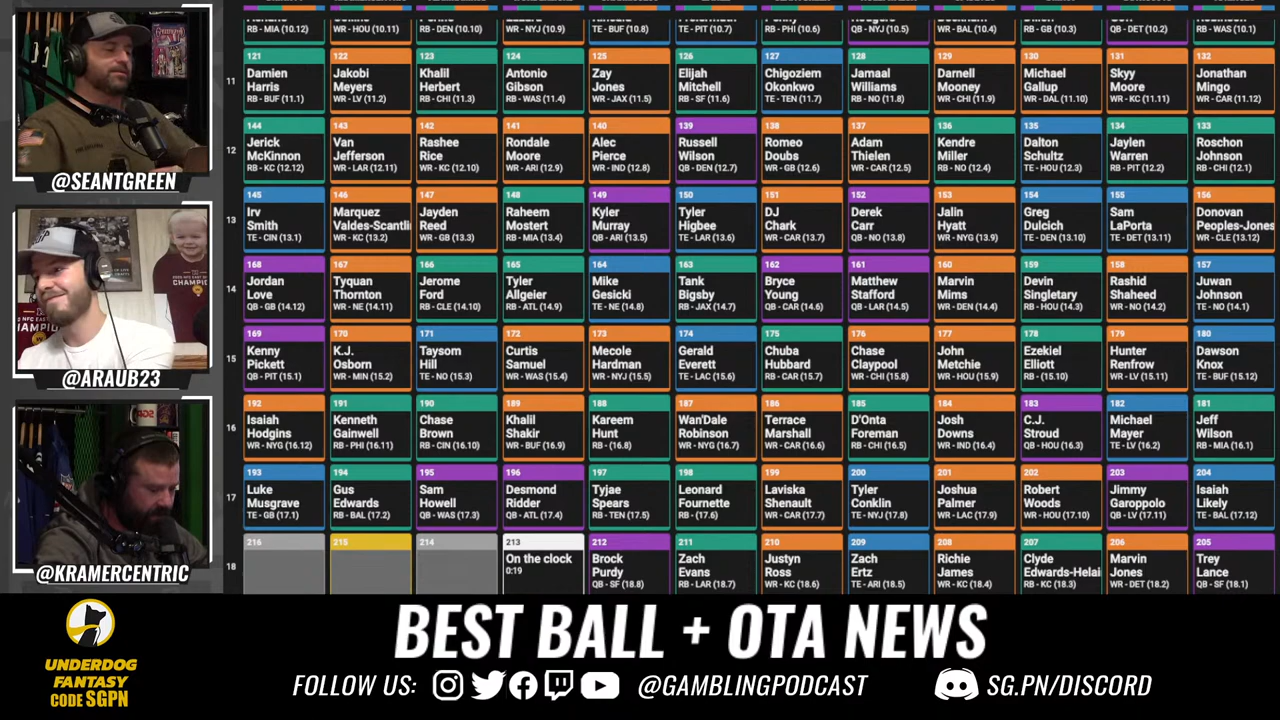 RB - MIA (10.12)
WR - HOU (10.11)
RB - DEN (10.10)
WR - NYJ (10.9)
TE - BUF (10.8)
TE - PIT (10.7)
RB - PHI (10.6)
QB - NYJ (10.5)
WR - BAL (10.4)
RB - GB (10.3)
QB - DET (10.2)
RB - WAS (10.1)
11
121
Damien
Harris
RB - BUF (11.1)
122
Jakobi
Meyers
WR - LV (11.2)
123
Khalil
Herbert
RB - CHI (11.3)
124
Antonio
Gibson
RB - WAS (11.4)
125
Zay
Jones
WR - JAX (11.5)
126
Elijah
Mitchell
RB - SF (11.6)
127
Chigoziem
Okonkwo
TE - TEN (11.7)
128
Jamaal
Williams
RB - NO (11.8)
129
Darnell
Mooney
WR - CHI (11.9)
130
Michael
Gallup
WR - DAL (11.10)
131
Skyy
Moore
WR - KC (11.11)
132
Jonathan
Mingo
WR - CAR (11.12)
12
144
Jerick
McKinnon
RB - KC (12.12)
143
Van
Jefferson
WR - LAR (12.11)
142
Rashee
Rice
WR - KC (12.10)
141
Rondale
Moore
WR - ARI (12.9)
140
Alec
Pierce
WR - IND (12.8)
139
Russell
Wilson
QB - DEN (12.7)
138
Romeo
Doubs
WR - GB (12.6)
137
Adam
Thielen
WR - CAR (12.5)
136
Kendre
Miller
RB - NO (12.4)
135
Dalton
Schultz
TE - HOU (12.3)
134
Jaylen
Warren
RB - PIT (12.2)
133
Roschon
Johnson
RB - CHI (12.1)
13
145
Irv
Smith
TE - CIN (13.1)
146
Marquez
Valdes-Scantli
WR - KC (13.2)
147
Jayden
Reed
WR - GB (13.3)
148
Raheem
Mostert
RB - MIA (13.4)
149
Kyler
Murray
QB - ARI (13.5)
150
Tyler
Higbee
TE - LAR (13.6)
151
DJ
Chark
WR - CAR (13.7)
152
Derek
Carr
QB - NO (13.8)
153
Jalin
Hyatt
WR - NYG (13.9)
154
Greg
Dulcich
TE - DEN (13.10)
155
Sam
LaPorta
TE - DET (13.11)
156
Donovan
Peoples-Jones
WR - CLE (13.12)
14
168
Jordan
Love
QB - GB (14.12)
167
Tyquan
Thornton
WR - NE (14.11)
166
Jerome
Ford
RB - CLE (14.10)
165
Tyler
Allgeier
RB - ATL (14.9)
164
Mike
Gesicki
TE - NE (14.8)
163
Tank
Bigsby
RB - JAX (14.7)
162
Bryce
Young
QB - CAR (14.6)
161
Matthew
Stafford
QB - LAR (14.5)
160
Marvin
Mims
WR - DEN (14.4)
159
Devin
Singletary
RB - HOU (14.3)
158
Rashid
Shaheed
WR - NO (14.2)
157
Juwan
Johnson
TE - NO (14.1)
15
169
Kenny
Pickett
QB - PIT (15.1)
170
K.J.
Osborn
WR - MIN (15.2)
171
Taysom
Hill
TE - NO (15.3)
172
Curtis
Samuel
WR - WAS (15.4)
173
Mecole
Hardman
WR - NYJ (15.5)
174
Gerald
Everett
TE - LAC (15.6)
175
Chuba
Hubbard
RB - CAR (15.7)
176
Chase
Claypool
WR - CHI (15.8)
177
John
Metchie
WR - HOU (15.9)
178
Ezekiel
Elliott
RB - (15.10)
179
Hunter
Renfrow
WR - LV (15.11)
180
Dawson
Knox
TE - BUF (15.12)
16
192
Isaiah
Hodgins
WR - NYG (16.12)
191
Kenneth
Gainwell
RB - PHI (16.11)
190
Chase
Brown
RB - CIN (16.10)
189
Khalil
Shakir
WR - BUF (16.9)
188
Kareem
Hunt
RB - (16.8)
187
Wan'Dale
Robinson
WR - NYG (16.7)
186
Terrace
Marshall
WR - CAR (16.6)
185
D'Onta
Foreman
RB - CHI (16.5)
184
Josh
Downs
WR - IND (16.4)
183
C.J.
Stroud
QB - HOU (16.3)
182
Michael
Mayer
TE - LV (16.2)
181
Jeff
Wilson
RB - MIA (16.1)
17
193
Luke
Musgrave
TE - GB (17.1)
194
Gus
Edwards
RB - BAL (17.2)
195
Sam
Howell
QB - WAS (17.3)
196
Desmond
Ridder
QB - ATL (17.4)
197
Tyjae
Spears
RB - TEN (17.5)
198
Leonard
Fournette
RB - (17.6)
199
Laviska
Shenault
WR - CAR (17.7)
200
Tyler
Conklin
TE - NYJ (17.8)
201
Joshua
Palmer
WR - LAC (17.9)
202
Robert
Woods
WR - HOU (17.10)
203
Jimmy
Garoppolo
QB - LV (17.11)
204
Isaiah
Likely
TE - BAL (17.12)
18
216
215
214
213
On the clock
0:19
212
Brock
Purdy
QB - SF (18.8)
211
Zach
Evans
RB - LAR (18.7)
210
Justyn
Ross
WR - KC (18.6)
209
Zach
Ertz
TE - ARI (18.5)
208
Richie
James
WR - KC (18.4)
207
Clyde
Edwards-Helai
RB - KC (18.3)
206
Marvin
Jones
WR - DET (18.2)
205
Trey
Lance
QB - SF (18.1)
@SEANTGREEN
@ARAUB23
@KRAMERCENTRIC
UNDERDOG
FANTASY
CODE SGPN
BEST BALL + OTA NEWS
FOLLOW US:
@GAMBLINGPODCAST
SG.PN/DISCORD